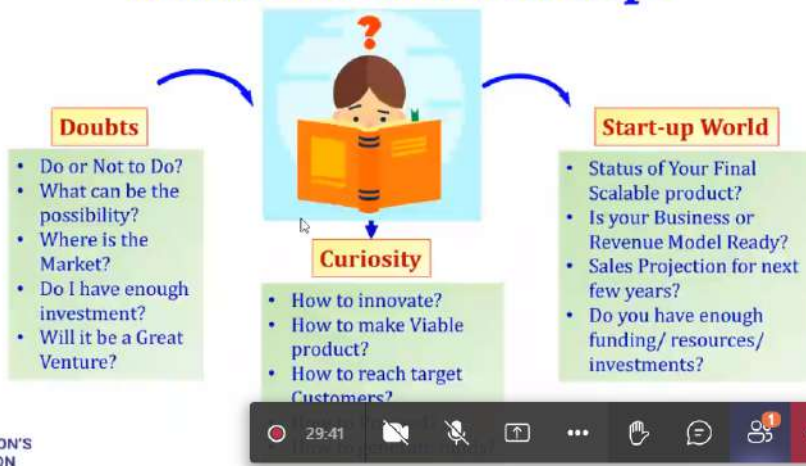 ?
Doubts
• Do or Not to Do?
• What can be the
possibility?
• Where is the
Market?
• Do I have enough
investment?
• Will it be a Great
Venture?
Curiosity
• How to innovate?
• How to make Viable
product?
• How to reach target
Customers?
Start-up World
• Status of Your Final
Scalable product?
• Is your Business or
Revenue Model Ready?
• Sales Projection for next
few years?
• Do you have enough
funding/ resources/
investments?
ON'S
ON
29:41
1